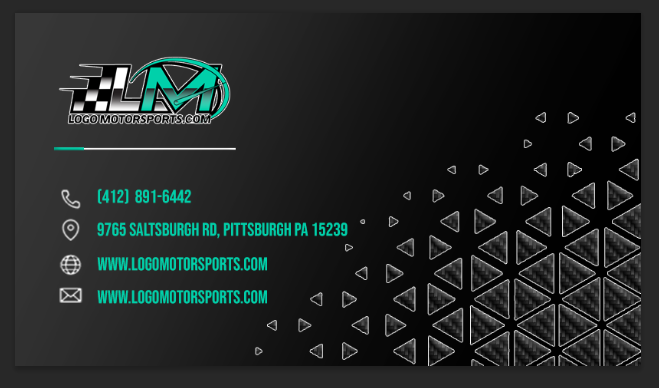 LM
LOGO MOTORSPORTS.COM
(412) 891-6442
9765 SALTSBURGH RD, PITTSBURGH PA 15239
WWW.LOGOMOTORSPORTS.COM
WWW.LOGOMOTORSPORTS.COM